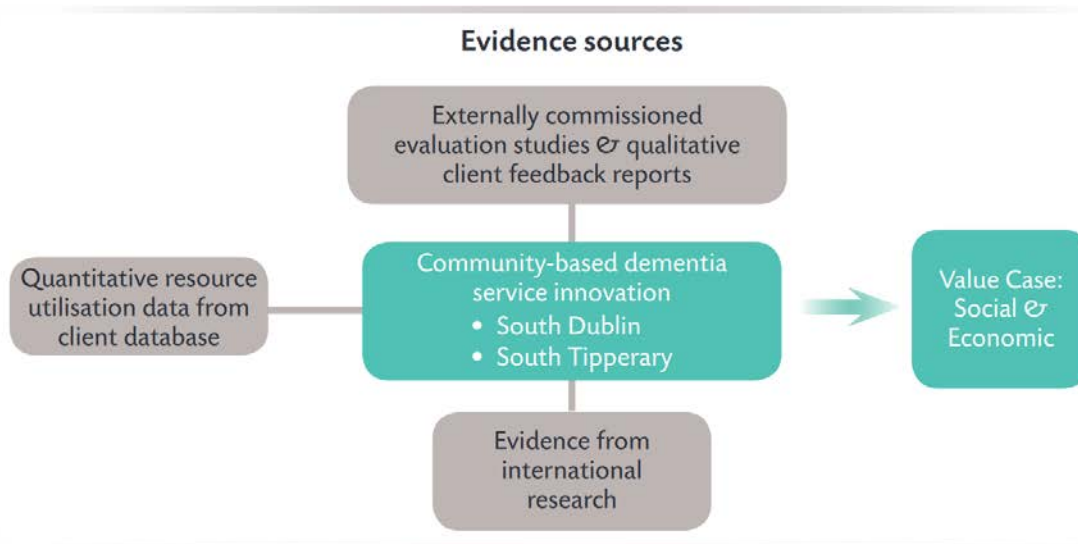 Evidence sources
Externally commissioned
evaluation studies & qualitative
client feedback reports
Quantitative resource
utilisation data from
client database
Community-based dementia
service innovation
• South Dublin
• South Tipperary
Value Case:
Social &
Economic
Evidence from
international
research